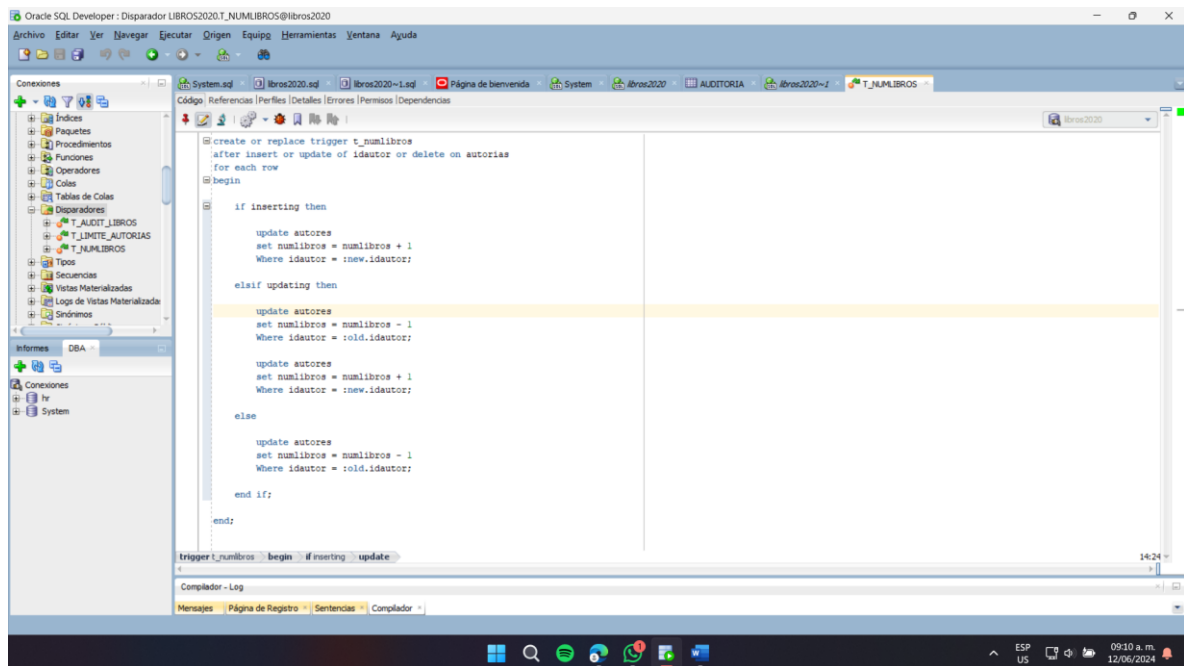 Oracle SQL Developer : Disparador LIBROS2020.T_NUMLIBROS@libros2020
Archivo Editar Ver Navegar Ejecutar Origen Equipo Herramientas Ventana Ayuda
Conexiones
System.sql libros2020.sql libros2020~1.sql Página de bienvenida System libros2020 AUDITORIA libros2020~1 T_NUMLIBROS
Código Referencias Perfiles Detalles Errores Permisos Dependencias
libros2020
Índices
Paquetes
Procedimientos
Funciones
Operadores
Colas
Tablas de Colas
Disparadores
T_AUDIT_LIBROS
T_LIMITE_AUTORIAS
T_NUMLIBROS
Tipos
Secuencias
Vistas Materializadas
Logs de Vistas Materializada
Sinónimos
Informes DBA
Conexiones
hr
System
create or replace trigger t_numlibros
after insert or update of idautor or delete on autorias
for each row
begin
if inserting then
update autores
set numlibros = numlibros + 1
Where idautor = :new.idautor;
elsif updating then
update autores
set numlibros = numlibros - 1
Where idautor = :old.idautor;
update autores
set numlibros = numlibros + 1
Where idautor = :new.idautor;
else
update autores
set numlibros = numlibros - 1
Where idautor = :old.idautor;
end if;
end;
trigger t_numlibros begin if inserting update
14:24
Compilador - Log
Mensajes Página de Registro Sentencias Compilador
ESP
US
09:10 a. m.
12/06/2024